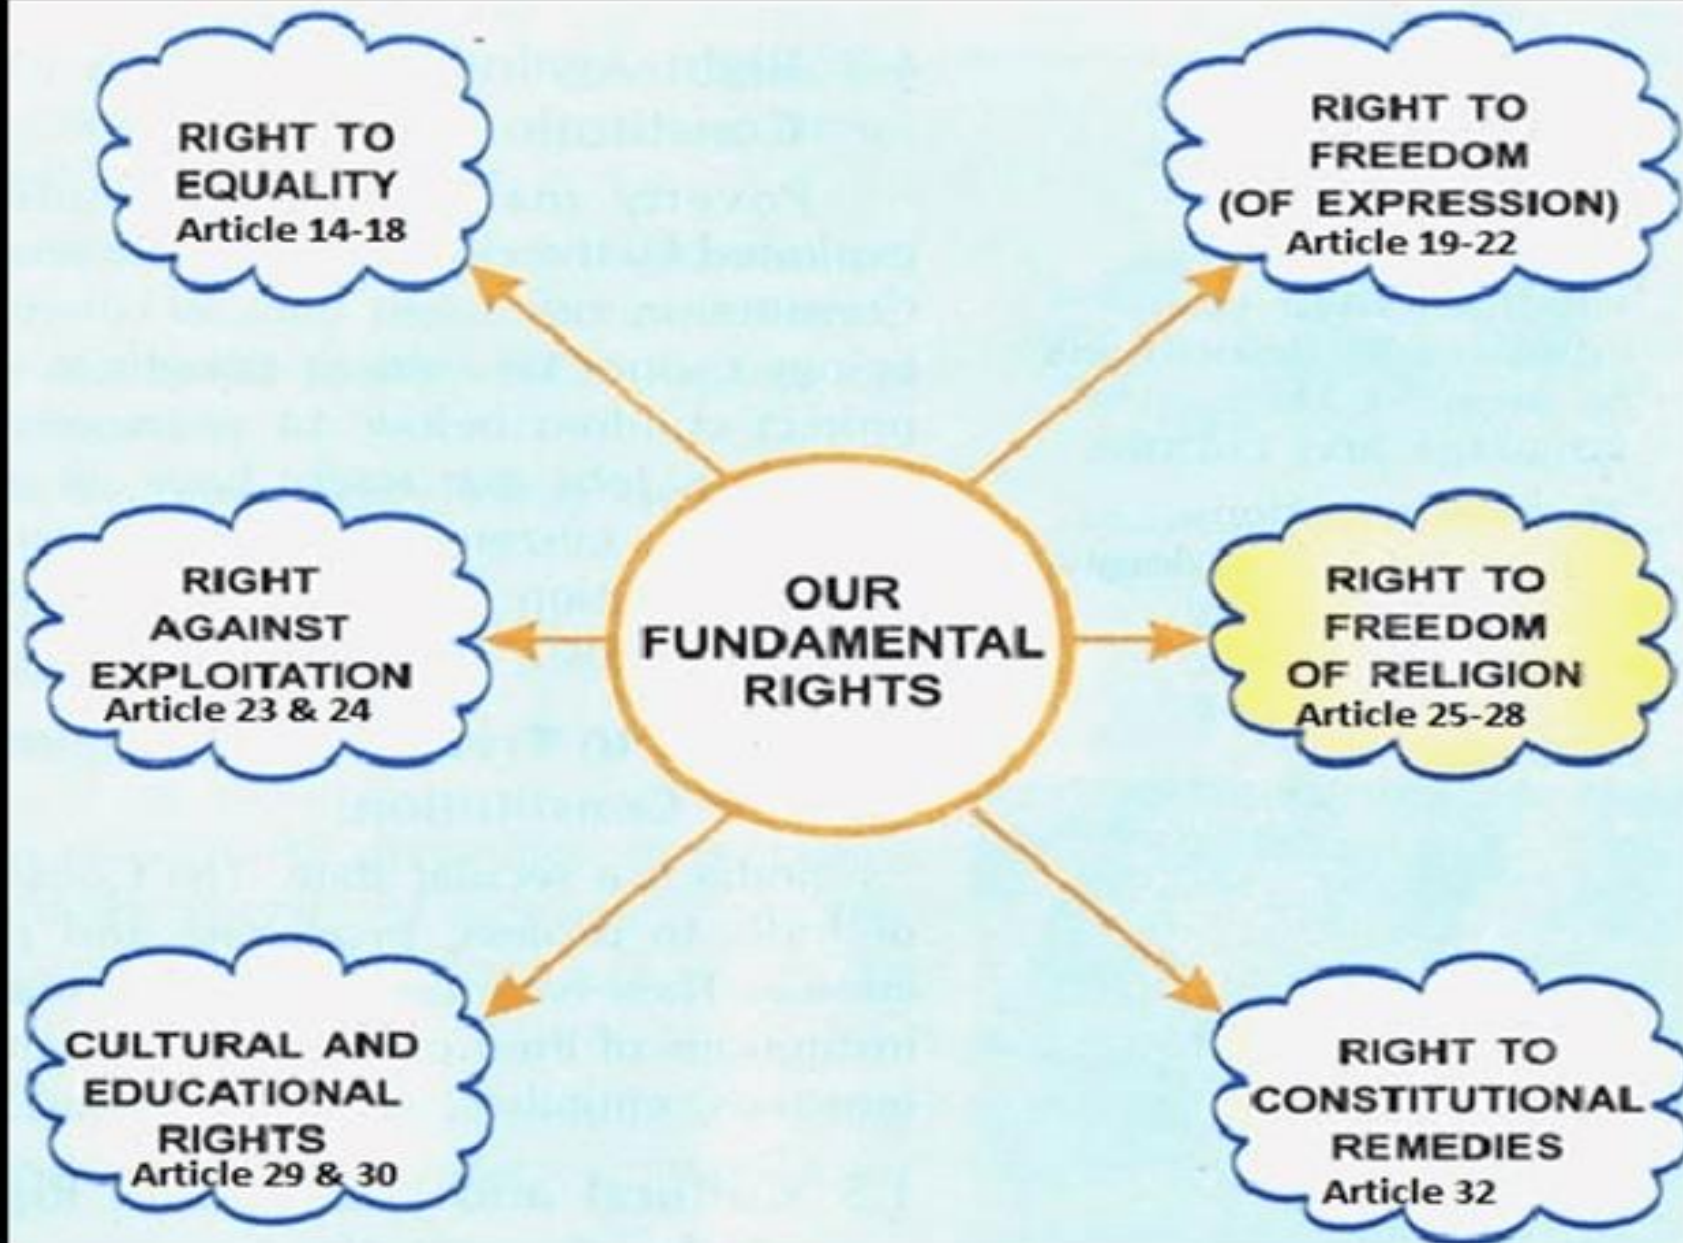 RIGHT TO
EQUALITY
Article 14-18
RIGHT TO
FREEDOM
(OF EXPRESSION)
Article 19-22
RIGHT
AGAINST
EXPLOITATION
Article 23 & 24
OUR
FUNDAMENTAL
RIGHTS
RIGHT TO
FREEDOM
OF RELIGION
Article 25-28
CULTURAL AND
EDUCATIONAL
RIGHTS
Article 29 & 30
RIGHT TO
CONSTITUTIONAL
REMEDIES
Article 32